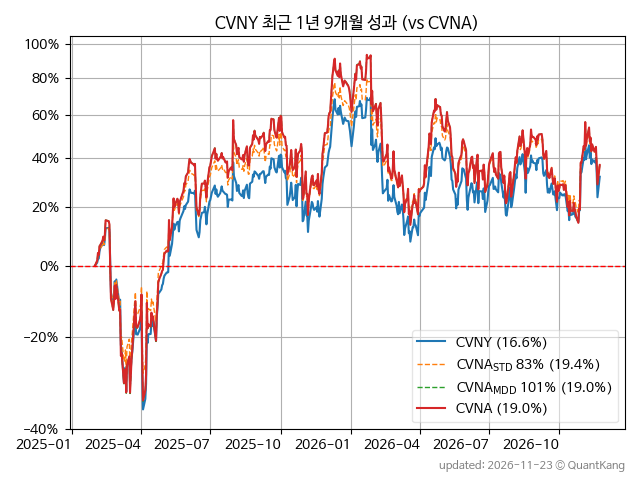 CVNY 최근 1년 9개월 성과 (vs CVNA)
100%
80%
60%
40%
20%
0%
−20%
−40%
2025-01 2025-04 2025-07 2025-10 2026-01 2026-04 2026-07 2026-10
CVNY (16.6%)
CVNA_STD 83% (19.4%)
CVNA_MDD 101% (19.0%)
CVNA (19.0%)
updated: 2026-11-23 © QuantKang